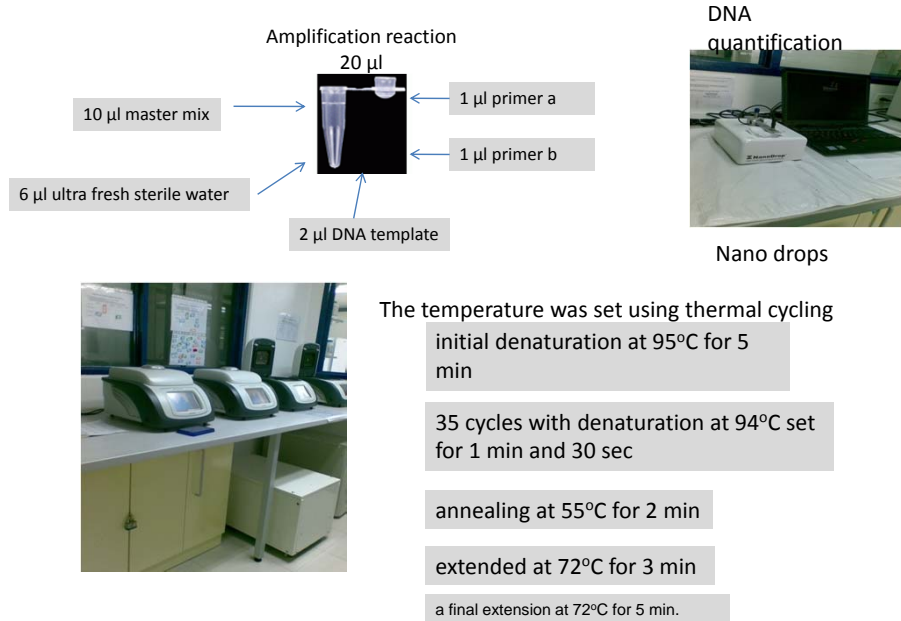 Amplification reaction
20 µl
10 µl master mix
6 µl ultra fresh sterile water
1 µl primer a
1 µl primer b
2 µl DNA template
DNA
quantification
NanoDrop
Nano drops
The temperature was set using thermal cycling
initial denaturation at 95°C for 5
min
35 cycles with denaturation at 94°C set
for 1 min and 30 sec
annealing at 55°C for 2 min
extended at 72°C for 3 min
a final extension at 72°C for 5 min.